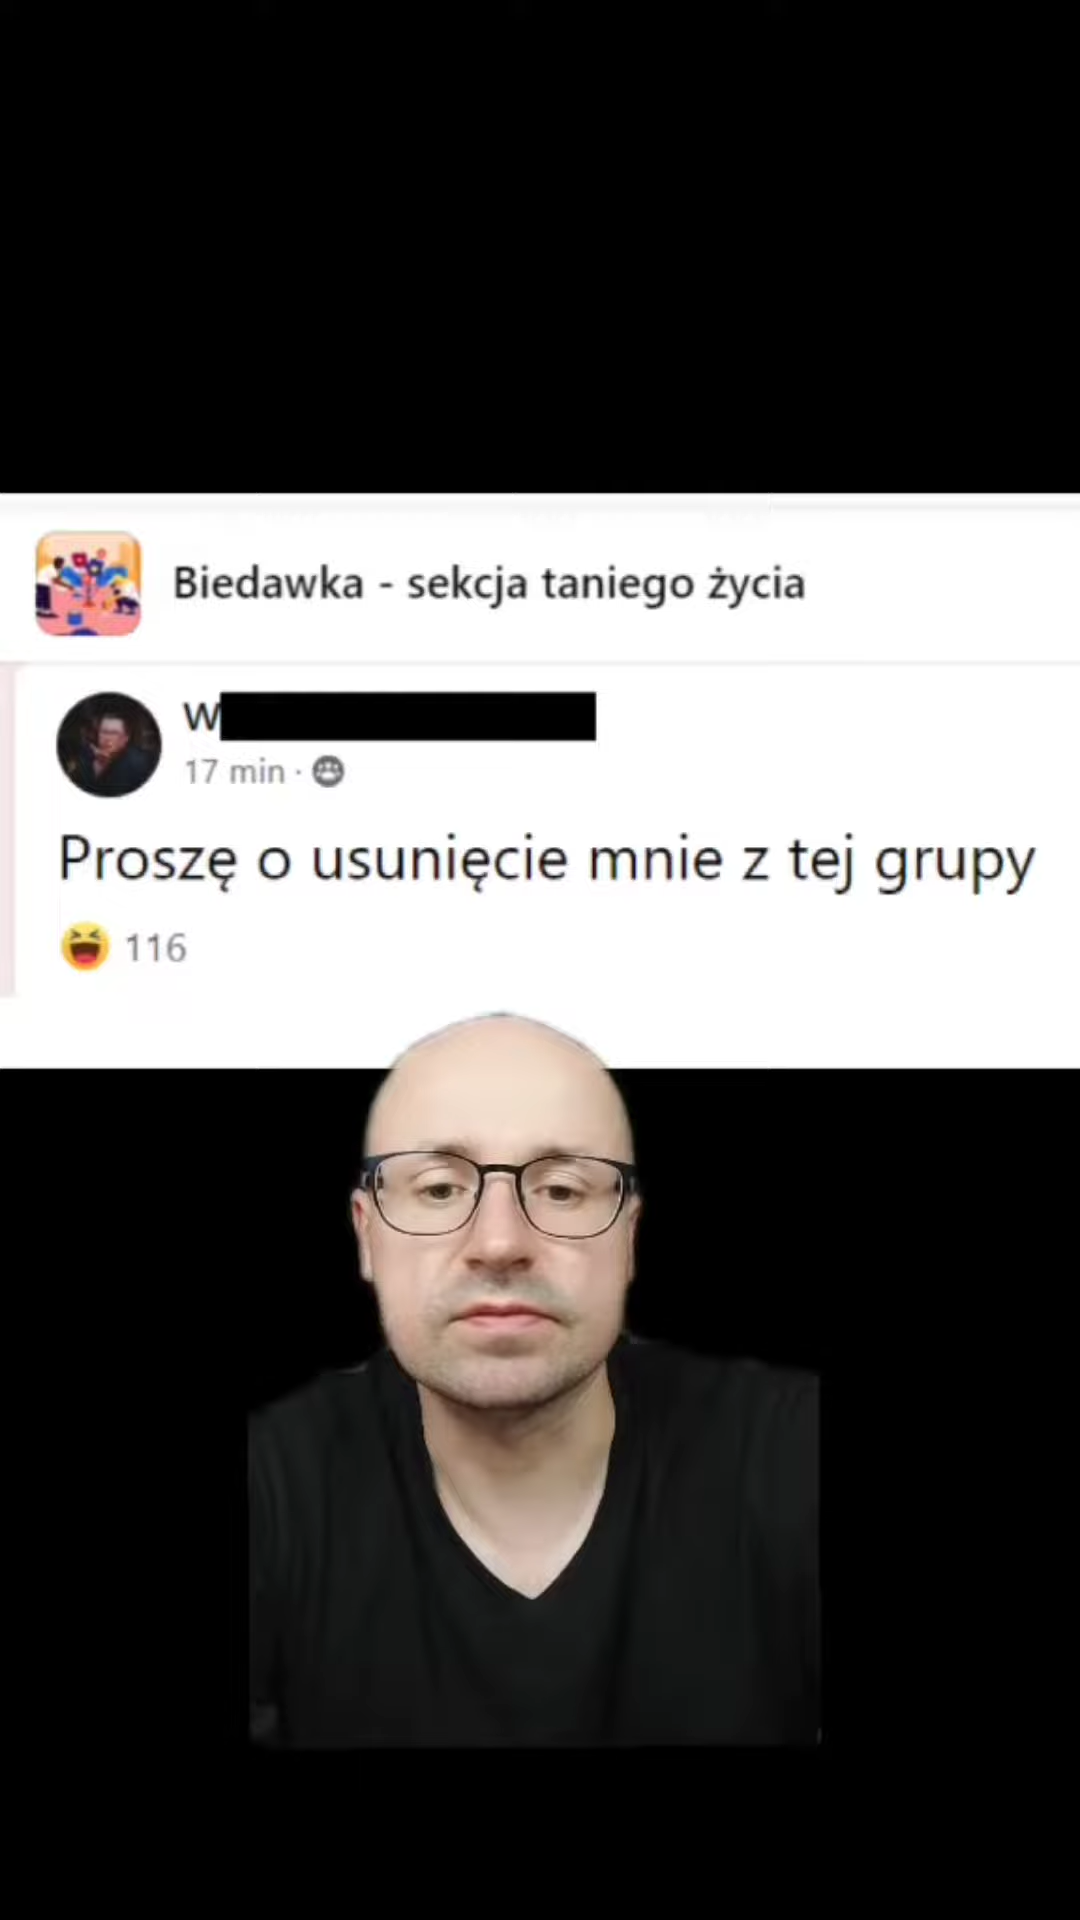 Biedawka - sekcja taniego życia
W
17 min ·
Proszę o usunięcie mnie z tej grupy
116